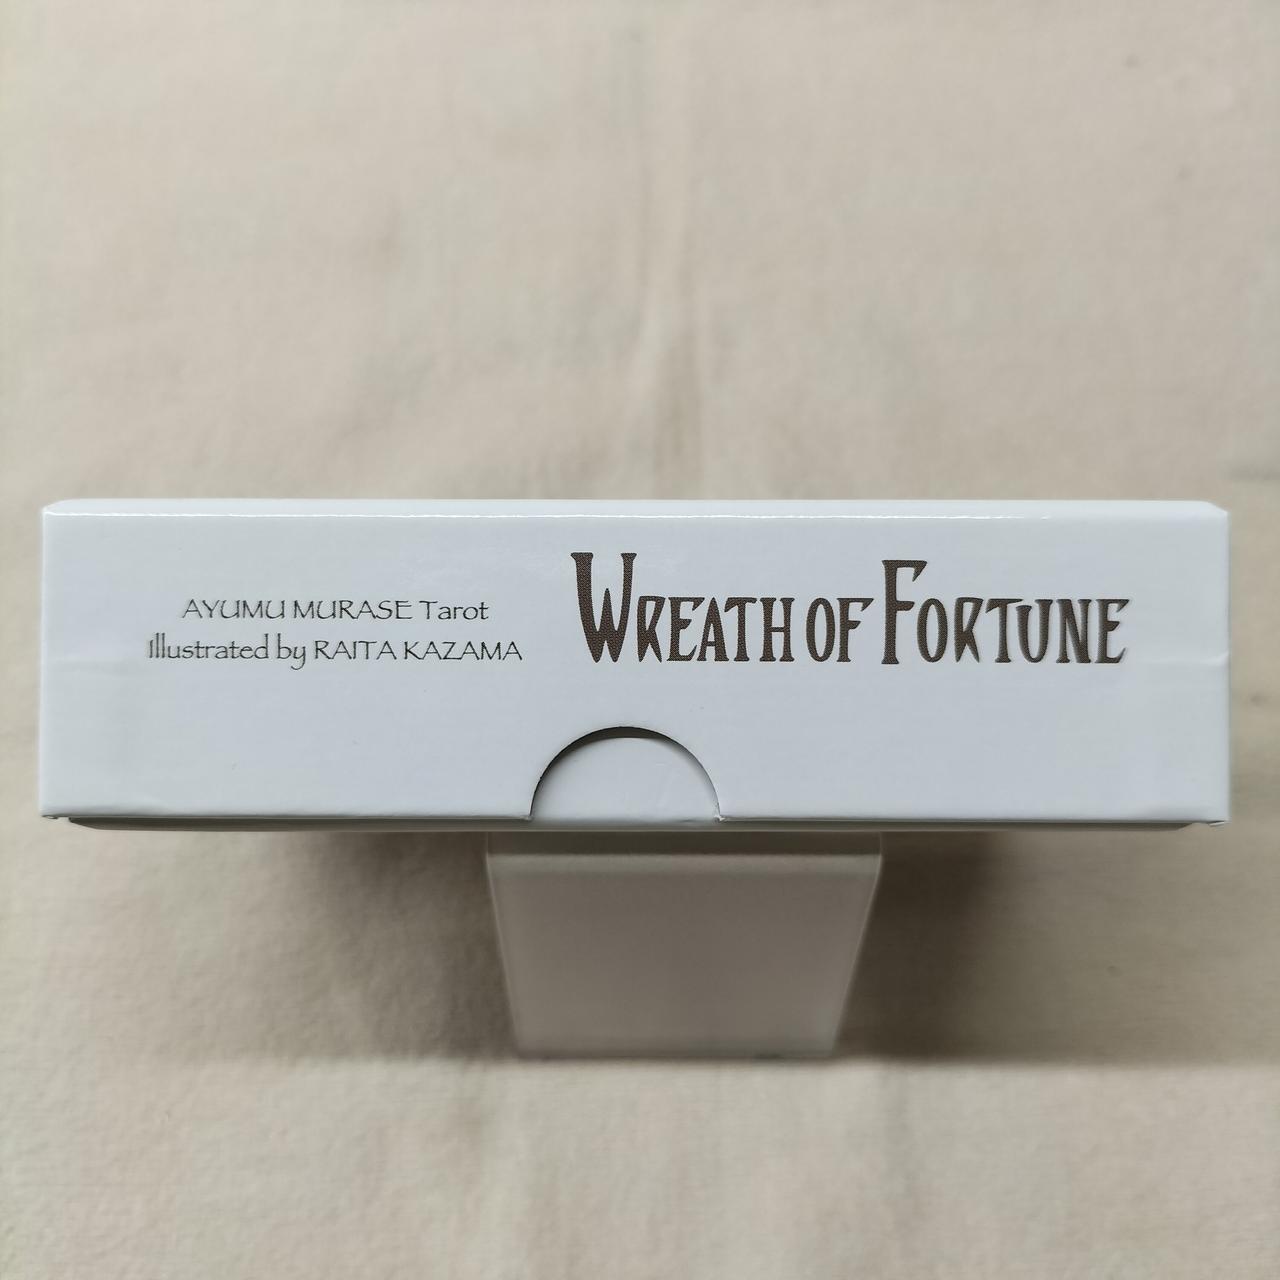 AYUMU MURASE Tarot
Illustrated by RAITA KAZAMA
WREATH OF FORTUNE